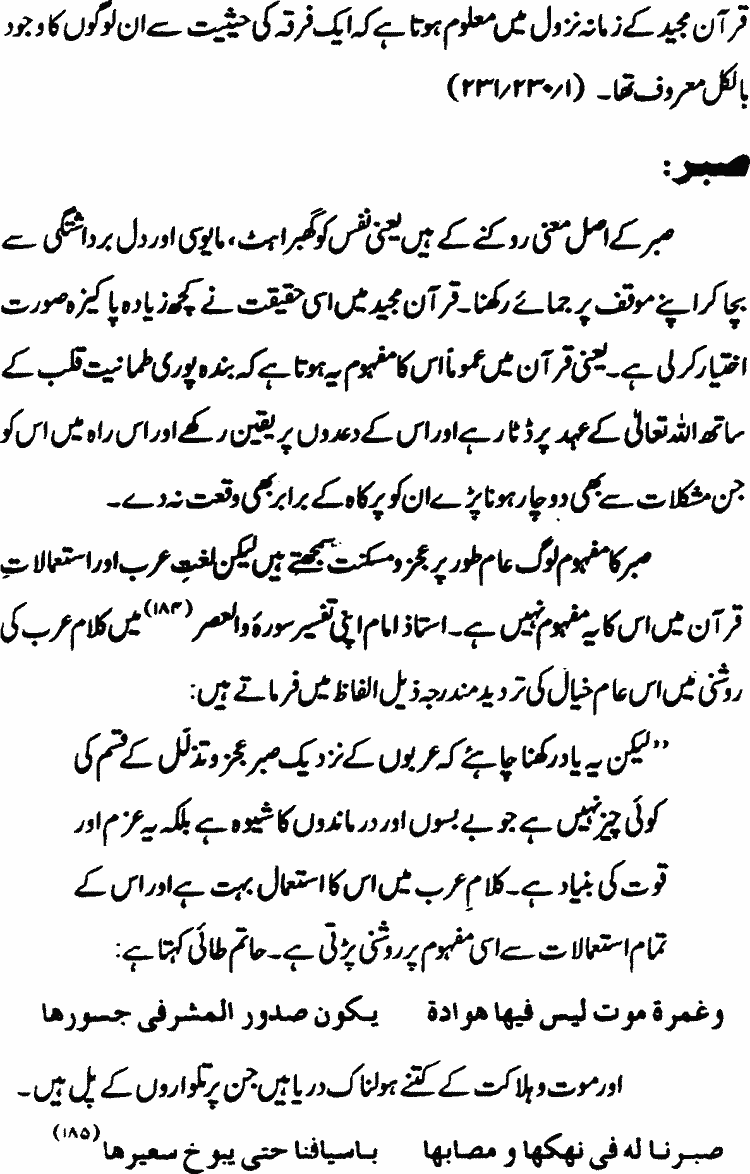 قرآن مجید کے زمانہ نزول میں معلوم ہوتا ہے کہ ایک فرقہ کی حیثیت سے ان لوگوں کا وجود
بالکل معروف تھا۔ (۲۳۱/۲۳۰/۱)
صبر:
صبر کے اصل معنی روکنے کے ہیں یعنی نفس کو گھبراہٹ، مایوسی اور دل برداشتگی سے
بچا کر اپنے موقف پر جمائے رکھنا۔ قرآن مجید میں اسی حقیقت نے کچھ زیادہ پاکیزہ صورت
اختیار کر لی ہے۔ یعنی قرآن میں عموماً اس کا مفہوم یہ ہوتا ہے کہ بندہ پوری طمانیت قلب کے
ساتھ اللہ تعالیٰ کے عہد پر ڈٹا رہے اور اس کے دعدوں پر یقین رکھے اور اس راہ میں اس کو
جن مشکلات سے بھی دوچار ہونا پڑے ان کو پرکاہ کے برابر بھی وقعت نہ دے۔
صبر کا مفہوم لوگ عام طور پر عجز و مسکنت سمجھتے ہیں لیکن لغتِ عرب اور استعمالاتِ
قرآن میں اس کا یہ مفہوم نہیں ہے۔ استاذ امام اپنی تفسیر سورۂ والعصر (۱۸۴) میں کلام عرب کی
روشنی میں اس عام خیال کی تردید مندرجہ ذیل الفاظ میں فرماتے ہیں:
”لیکن یہ یاد رکھنا چاہئے کہ عربوں کے نزدیک صبر عجز و تذلّل کے قسم کی
کوئی چیز نہیں ہے جو بے بسوں اور درماندوں کا شیوہ ہے بلکہ یہ عزم اور
قوت کی بنیاد ہے۔ کلامِ عرب میں اس کا استعمال بہت ہے اور اس کے
تمام استعمالات سے اسی مفہوم پر روشنی پڑتی ہے۔ حاتم طائی کہتا ہے:
وغمرة موت ليس فيها هوادة يكون صدور المشرفى جسورها
اور موت و ہلاکت کے کتنے ہولناک دریا ہیں جن پر تلواروں کے پل ہیں۔
صبرنا له فى نهكها و مصابها باسيافنا حتى يبوخ سعيرها (۱۸۵)